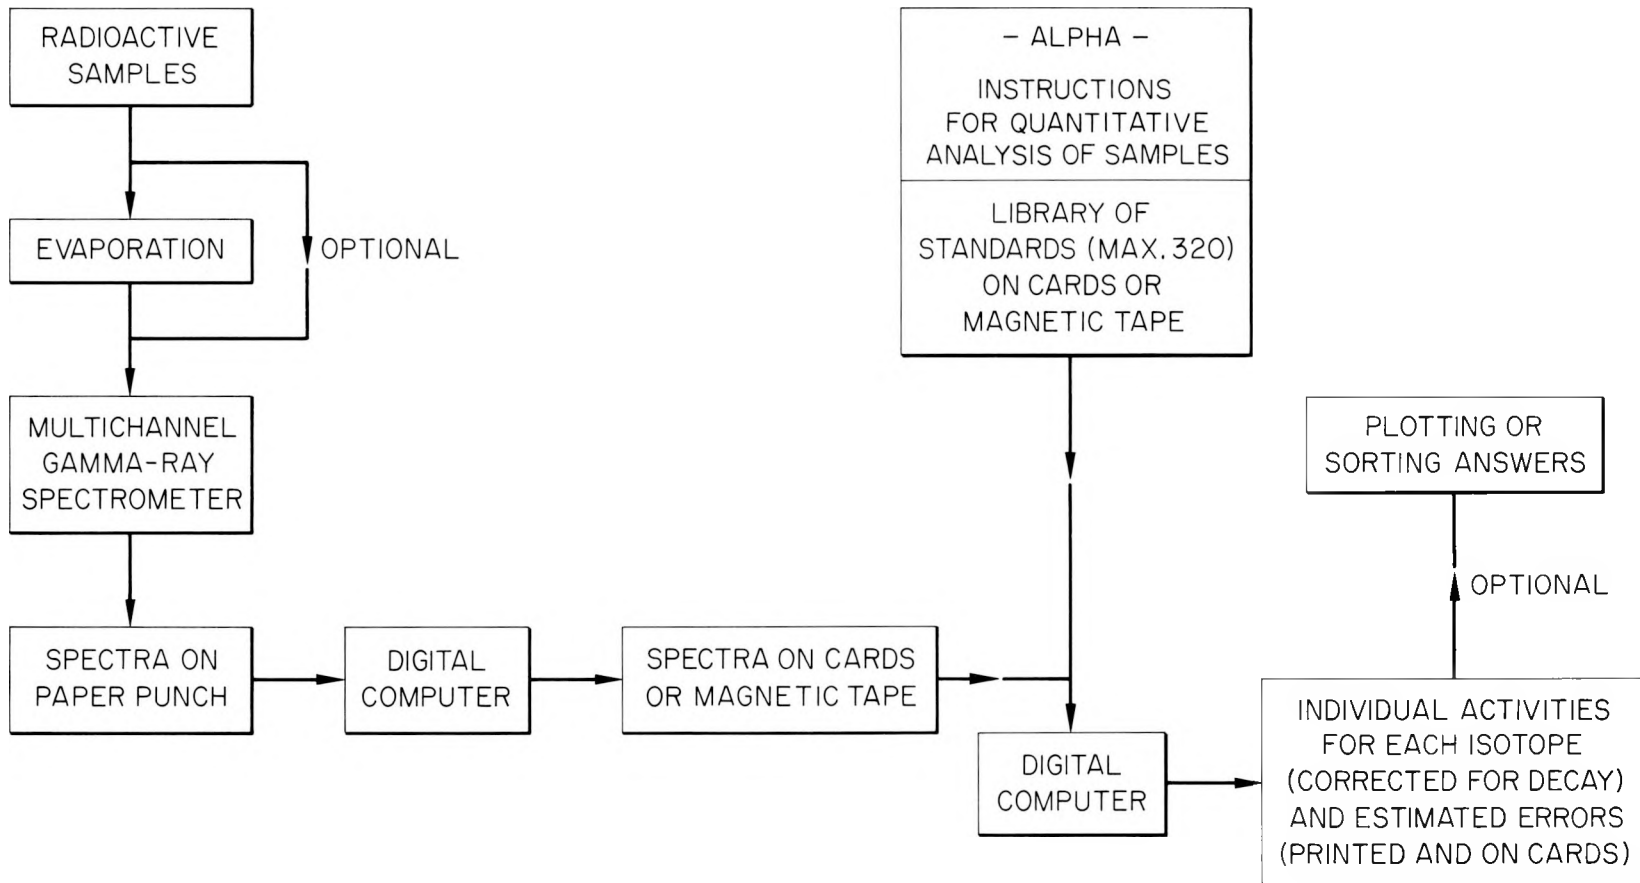 RADIOACTIVE
SAMPLES
EVAPORATION
OPTIONAL
MULTICHANNEL
GAMMA-RAY
SPECTROMETER
SPECTRA ON
PAPER PUNCH
DIGITAL
COMPUTER
SPECTRA ON CARDS
OR MAGNETIC TAPE
- ALPHA -
INSTRUCTIONS
FOR QUANTITATIVE
ANALYSIS OF SAMPLES
LIBRARY OF
STANDARDS (MAX. 320)
ON CARDS OR
MAGNETIC TAPE
DIGITAL
COMPUTER
INDIVIDUAL ACTIVITIES
FOR EACH ISOTOPE
(CORRECTED FOR DECAY)
AND ESTIMATED ERRORS
(PRINTED AND ON CARDS)
OPTIONAL
PLOTTING OR
SORTING ANSWERS